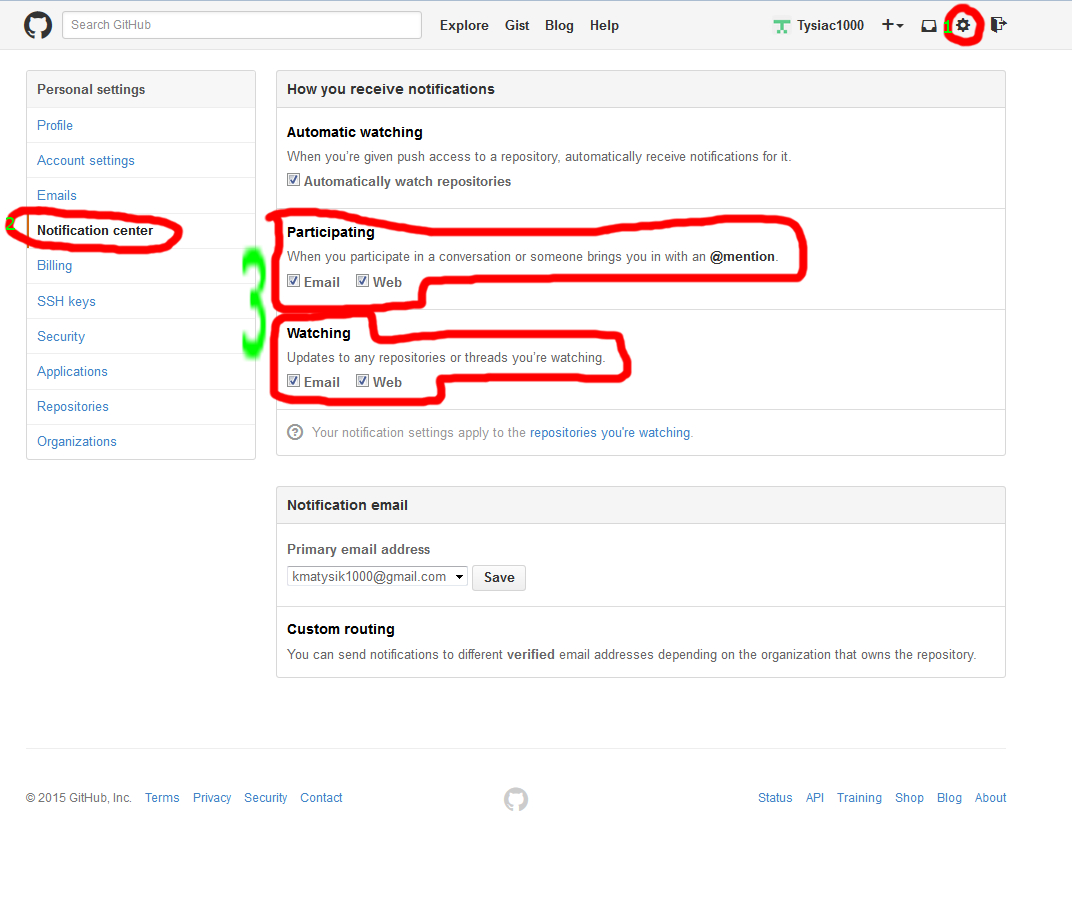 Search GitHub Explore Gist Blog Help Tysiac1000 1
Personal settings
Profile
Account settings
Emails
2 Notification center
Billing
SSH keys
Security
Applications
Repositories
Organizations
3
How you receive notifications
Automatic watching
When you’re given push access to a repository, automatically receive notifications for it.
Automatically watch repositories
Participating
When you participate in a conversation or someone brings you in with an @mention.
Email Web
Watching
Updates to any repositories or threads you’re watching.
Email Web
? Your notification settings apply to the repositories you're watching.
Notification email
Primary email address
kmatysik1000@gmail.com Save
Custom routing
You can send notifications to different verified email addresses depending on the organization that owns the repository.
© 2015 GitHub, Inc. Terms Privacy Security Contact Status API Training Shop Blog About